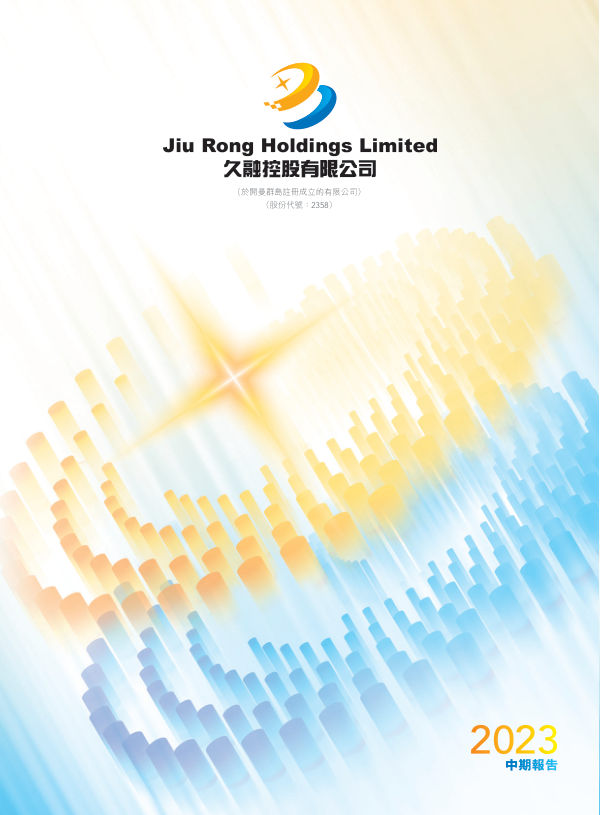 Jiu Rong Holdings Limited
久融控股有限公司
（於開曼群島註冊成立的有限公司）
（股份代號：2358）
2023
中期報告